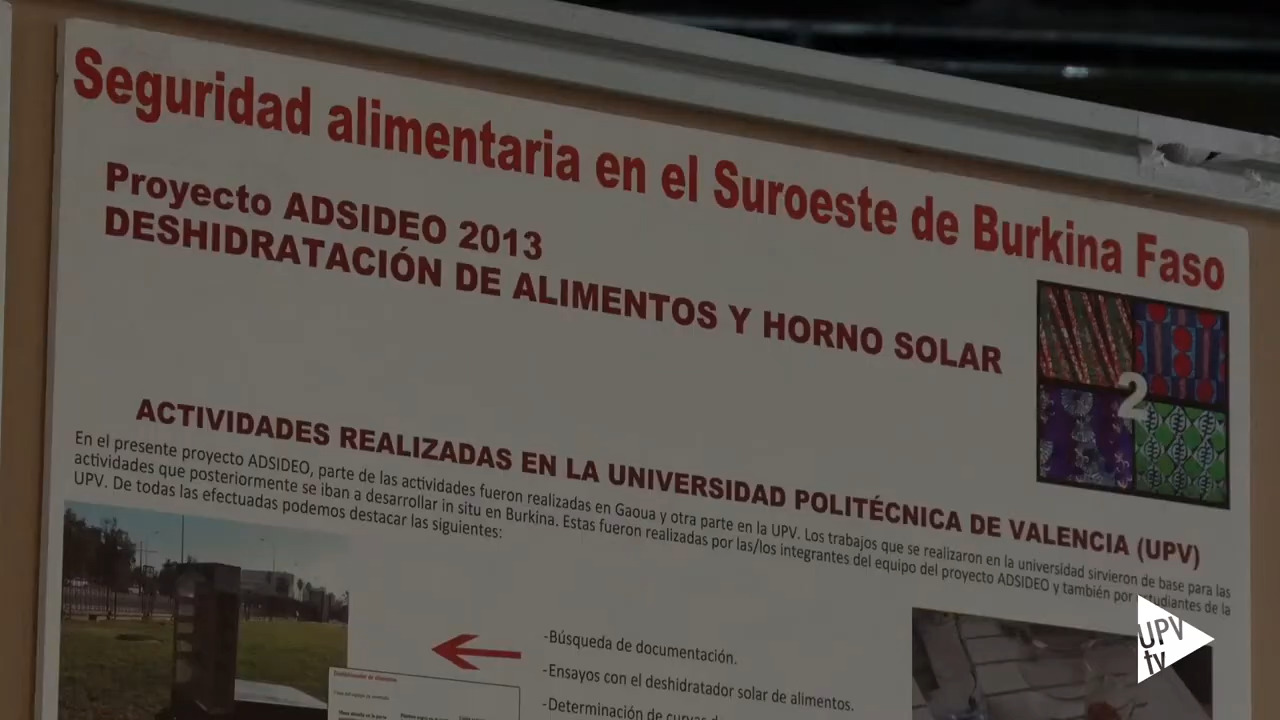 Seguridad alimentaria en el Suroeste de Burkina Faso
Proyecto ADSIDEO 2013
DESHIDRATACIÓN DE ALIMENTOS Y HORNO SOLAR
2
ACTIVIDADES REALIZADAS EN LA UNIVERSIDAD POLITÉCNICA DE VALENCIA (UPV)
En el presente proyecto ADSIDEO, parte de las actividades fueron realizadas en Gaoua y otra parte en la UPV. Los trabajos que se realizaron en la universidad sirvieron de base para las
actividades que posteriormente se iban a desarrollar in situ en Burkina. Estas fueron realizadas por las/los integrantes del equipo del proyecto ADSIDEO y también por estudiantes de la
UPV. De todas las efectuadas podemos destacar las siguientes:
-Búsqueda de documentación.
-Ensayos con el deshidratador solar de alimentos.
-Determinación de curvas
UPV
tv